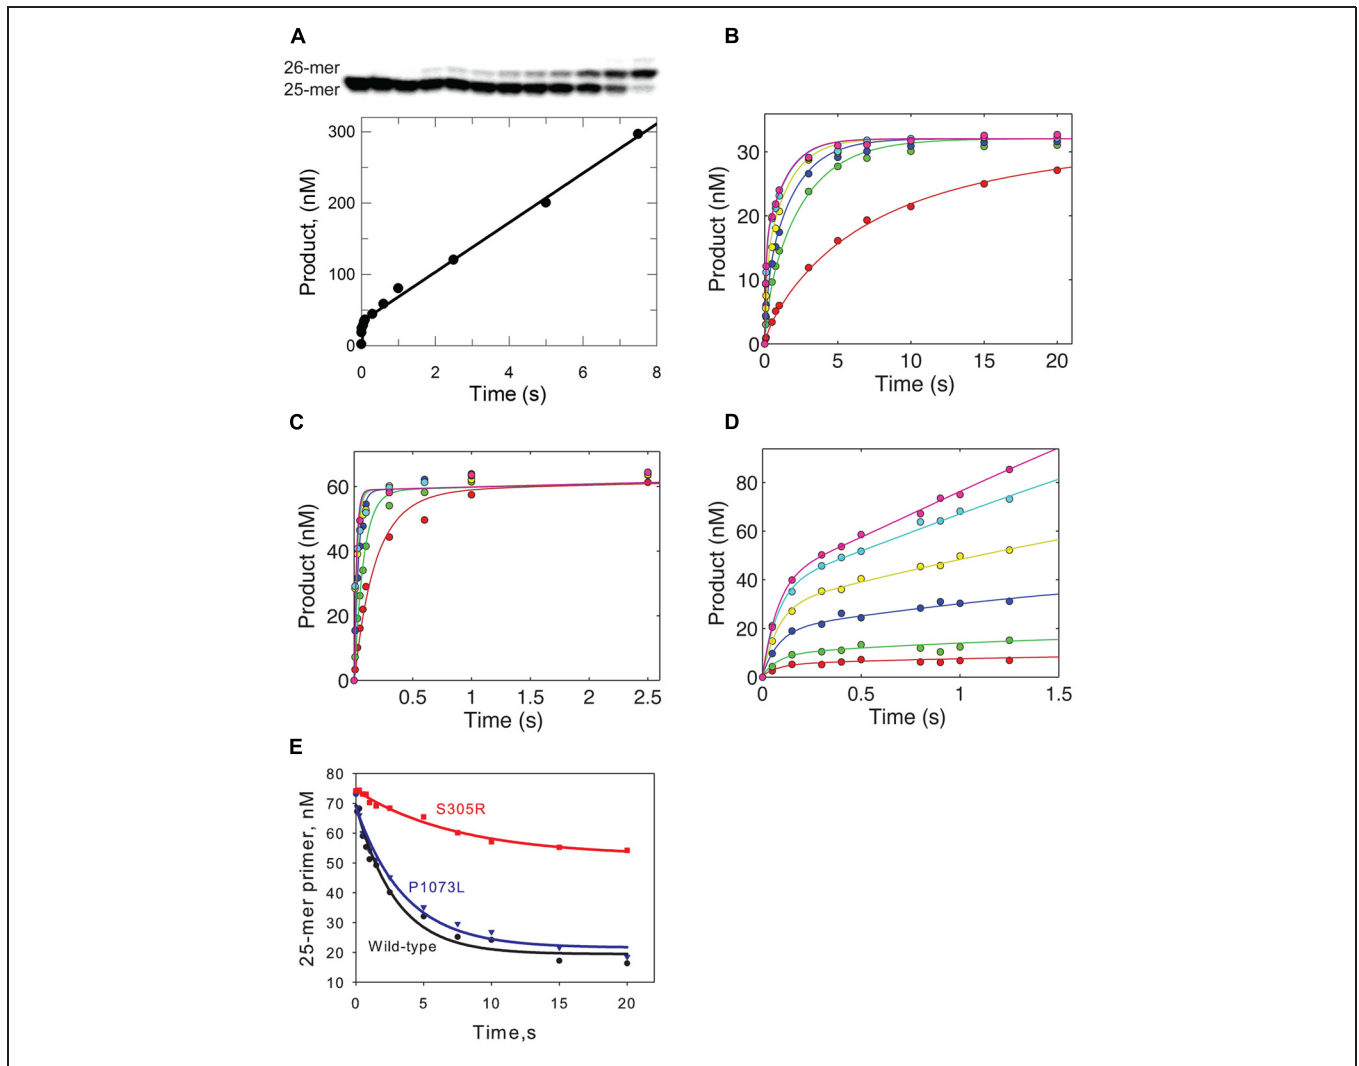 A
26-mer
25-mer
Product, (nM)
300
200
100
0
0 2 4 6 8
Time (s)
B
Product (nM)
30
20
10
0
0 5 10 15 20
Time (s)
C
Product (nM)
60
40
20
0
0.5 1 1.5 2 2.5
Time (s)
D
Product (nM)
80
60
40
20
0
0 0.5 1 1.5
Time (s)
E
25-mer primer, nM
80
70
60
50
40
30
20
10
S305R
P1073L
Wild-type
0 5 10 15 20
Time,s